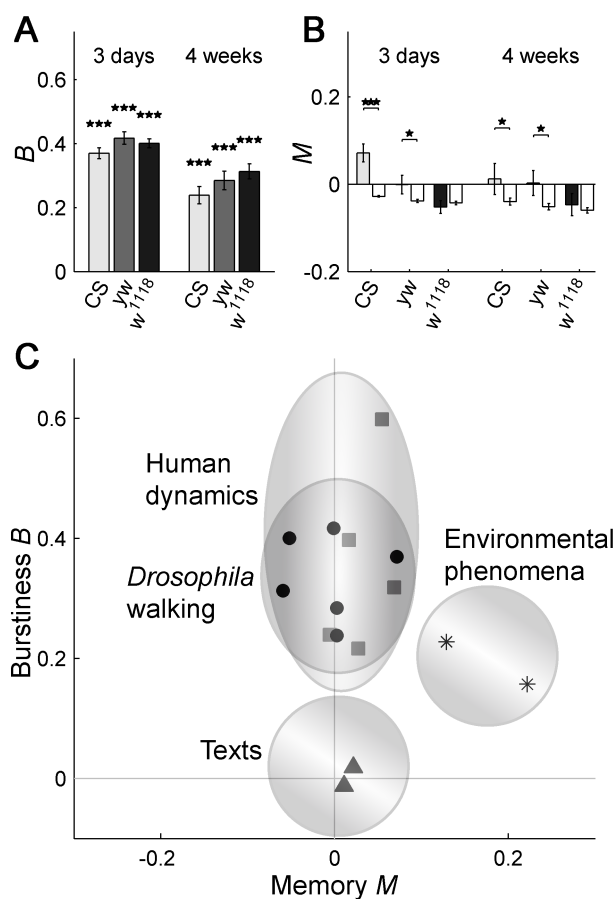 A
3 days 4 weeks
B
0.6
0.4
0.2
0
★★★ ★★★ ★★★ ★★★ ★★★ ★★★
CS yw w1118 CS yw w1118
B
3 days 4 weeks
M
0.2
0
-0.2
★★★ ★ ★ ★
CS yw w1118 CS yw w1118
C
Burstiness B
0.6
0.4
0.2
0
Human
dynamics
Drosophila
walking
Environmental
phenomena
Texts
-0.2 0 0.2
Memory M